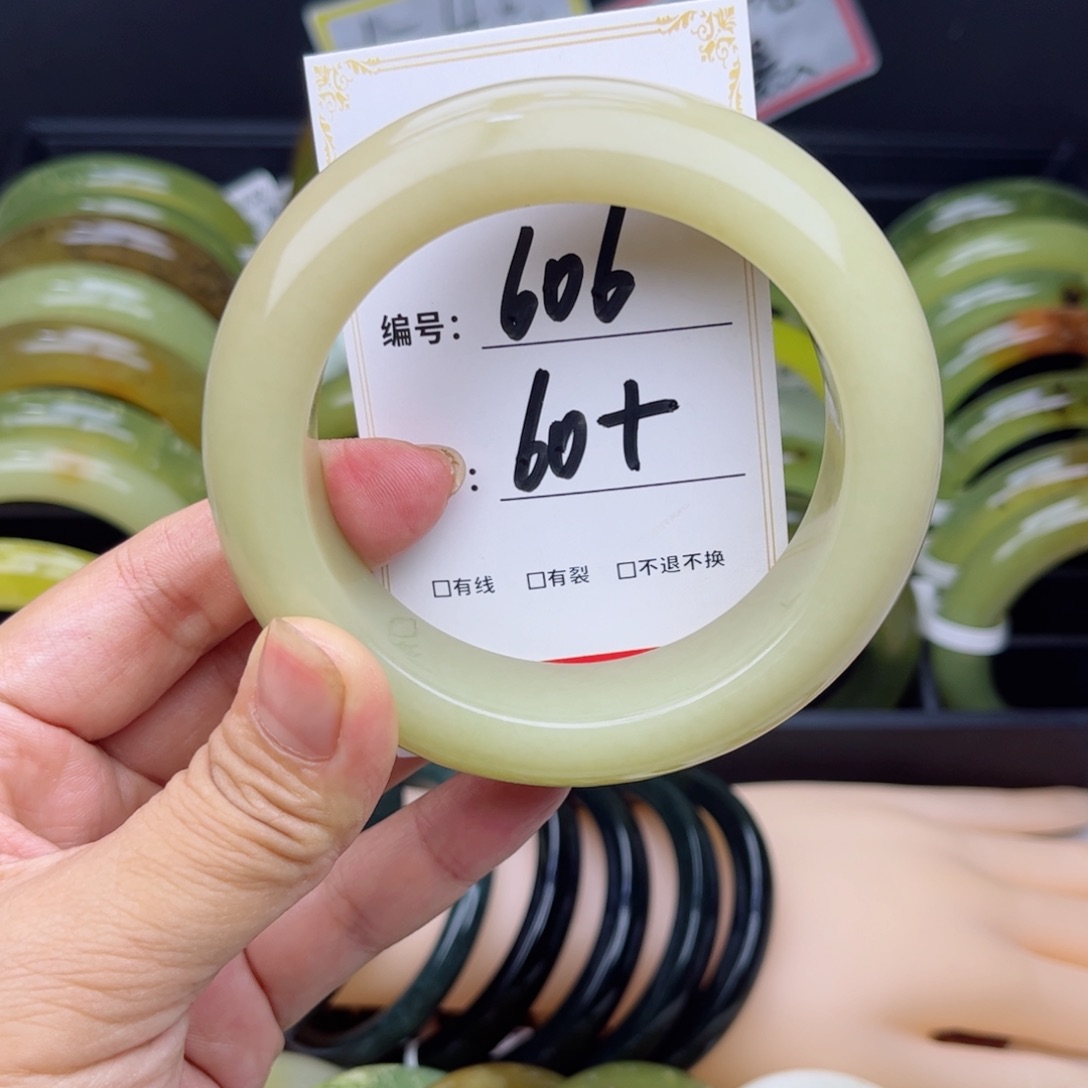 编号: 606
: 60+
□有线 □有裂 □不退不换